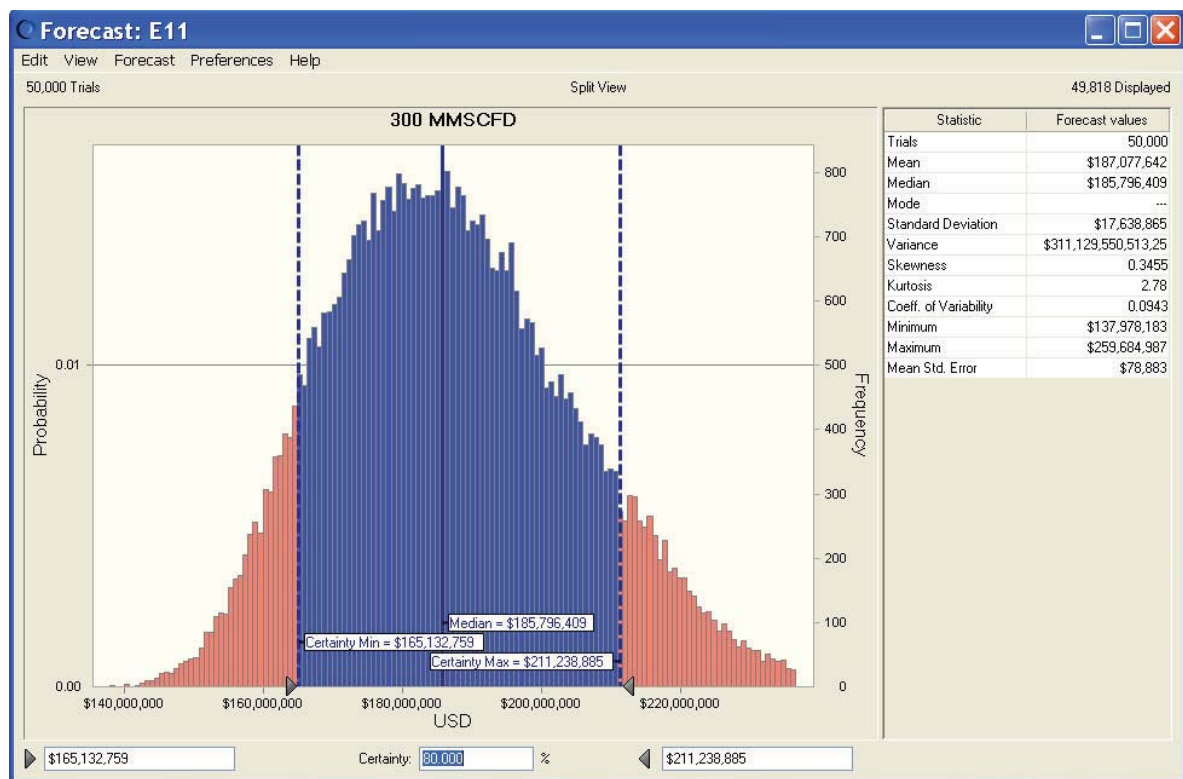 Forecast: E11
Edit View Forecast Preferences Help
50,000 Trials Split View 49,818 Displayed
300 MMSCFD
Probability
0.01
0.00
800
700
600
500
400
300
200
100
0
Frequency
Median = $185,796,409
Certainty Min = $165,132,759
Certainty Max = $211,238,885
$140,000,000 $160,000,000 $180,000,000 $200,000,000 $220,000,000
USD
Statistic Forecast values
Trials 50,000
Mean $187,077,642
Median $185,796,409
Mode ---
Standard Deviation $17,638,865
Variance $311,129,550,513,25
Skewness 0.3455
Kurtosis 2.78
Coeff. of Variability 0.0943
Minimum $137,978,183
Maximum $259,684,987
Mean Std. Error $78,883
$165,132,759 Certainty: 80.000 % $211,238,885